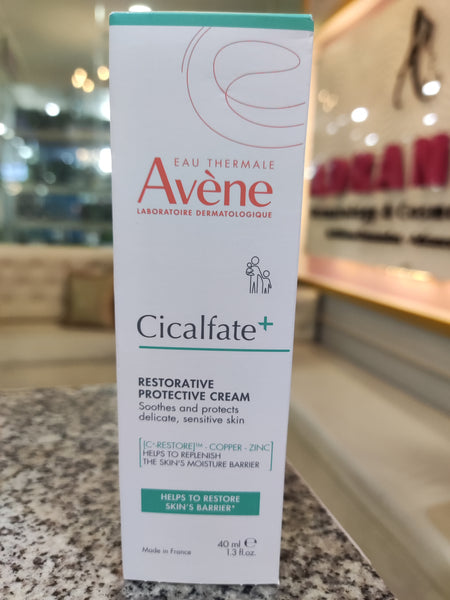 EAU THERMALE
Avène
LABORATOIRE DERMATOLOGIQUE
Cicalfate+
RESTORATIVE
PROTECTIVE CREAM
Soothes and protects
delicate, sensitive skin
[C+-RESTORE]™ - COPPER - ZINC
HELPS TO REPLENISH
THE SKIN'S MOISTURE BARRIER
HELPS TO RESTORE
SKIN'S BARRIER*
Made in France
40 ml e
1.3 fl.oz.